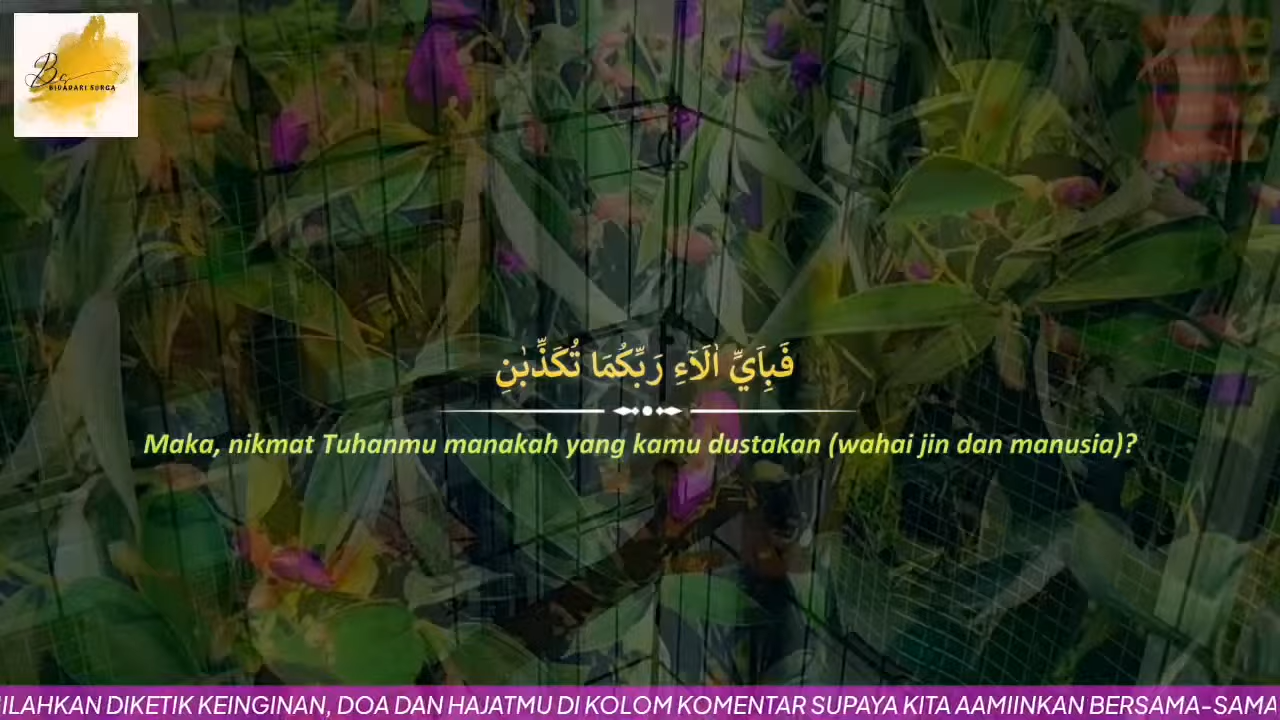 BIDADARI SURGA
فَبِاَيِّ اٰلَاۤءِ رَبِّكُمَا تُكَذِّبٰنِ
Maka, nikmat Tuhanmu manakah yang kamu dustakan (wahai jin dan manusia)?
ILAHKAN DIKETIK KEINGINAN, DOA DAN HAJATMU DI KOLOM KOMENTAR SUPAYA KITA AAMIINKAN BERSAMA-SAMA